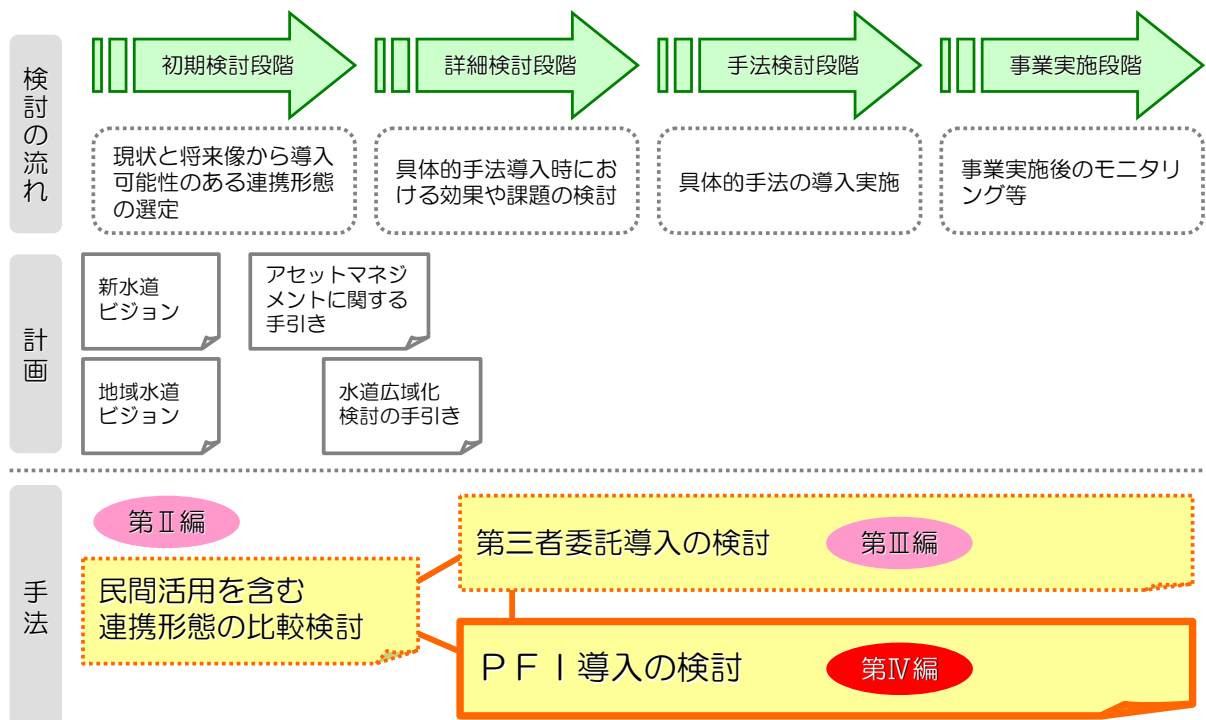 検討の流れ
初期検討段階
詳細検討段階
手法検討段階
事業実施段階
現状と将来像から導入
可能性のある連携形態
の選定
具体的手法導入時にお
ける効果や課題の検討
具体的手法の導入実施
事業実施後のモニタリ
ング等
計画
新水道
ビジョン
アセットマネジ
メントに関する
手引き
地域水道
ビジョン
水道広域化
検討の手引き
手法
第Ⅱ編
民間活用を含む
連携形態の比較検討
第三者委託導入の検討
第Ⅲ編
ＰＦＩ導入の検討
第Ⅳ編